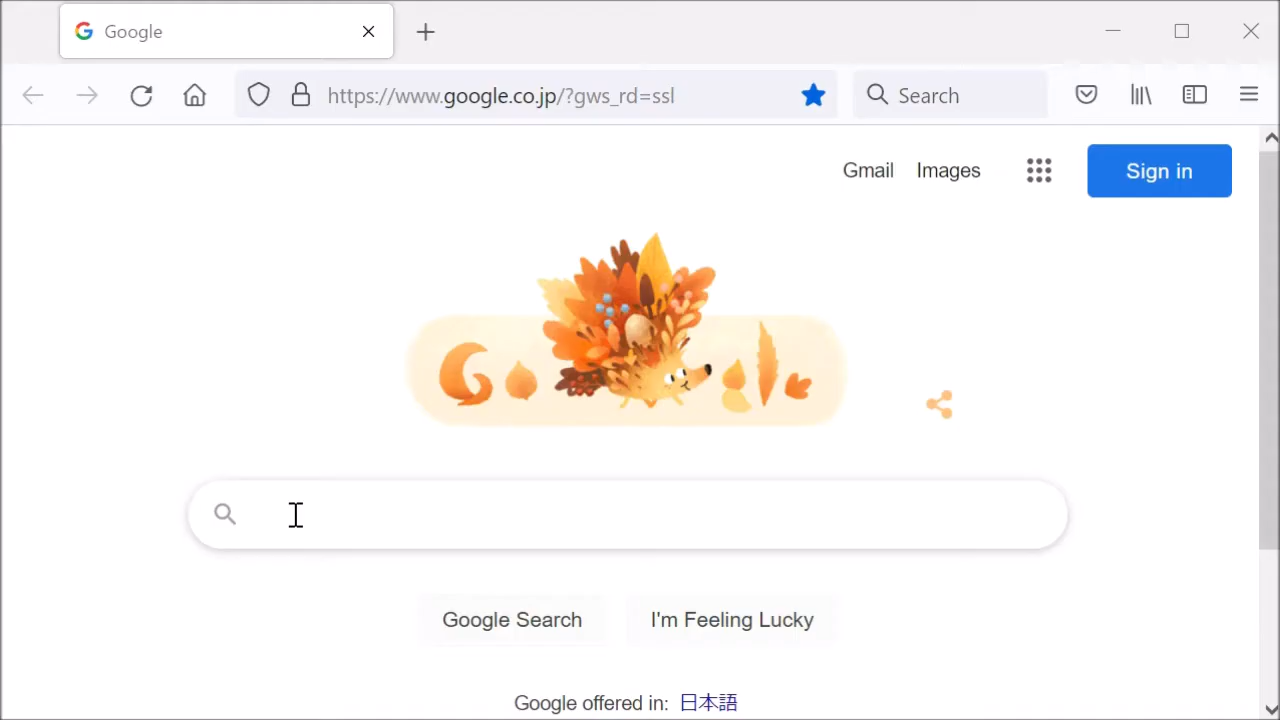 Google
https://www.google.co.jp/?gws_rd=ssl
Search
Gmail Images
Sign in
Google
Google Search
I'm Feeling Lucky
Google offered in: 日本語